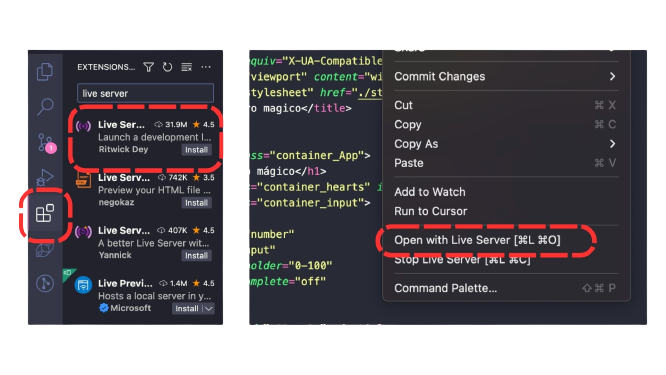 EXTENSIONS...
live server
Live Ser... 31.9M ★ 4.5
Launch a development l...
Ritwick Dey Install
Live Serv... 742K ★ 3.5
Preview your HTML file ...
negokaz Install
Live Serv... 407K ★ 4.5
A better Live Server wit...
Yannick Install
Live Previ... 1.4M ★ 4.5
Hosts a local server in y...
Microsoft Install
1
quiv="X-UA-Compatible
viewport" content="wi
stylesheet" href="./st
o magico</title>
ss="container_App">
o mágico</h1>
="container_hearts" i
="container_input">
number"
put"
holder="0-100"
mplete="off"
Commit Changes
Cut ⌘ X
Copy ⌘ C
Copy As
Paste ⌘ V
Add to Watch
Run to Cursor
Open with Live Server [⌘L ⌘O]
Stop Live Server [⌘L ⌘C]
Command Palette... ⇧ ⌘ P